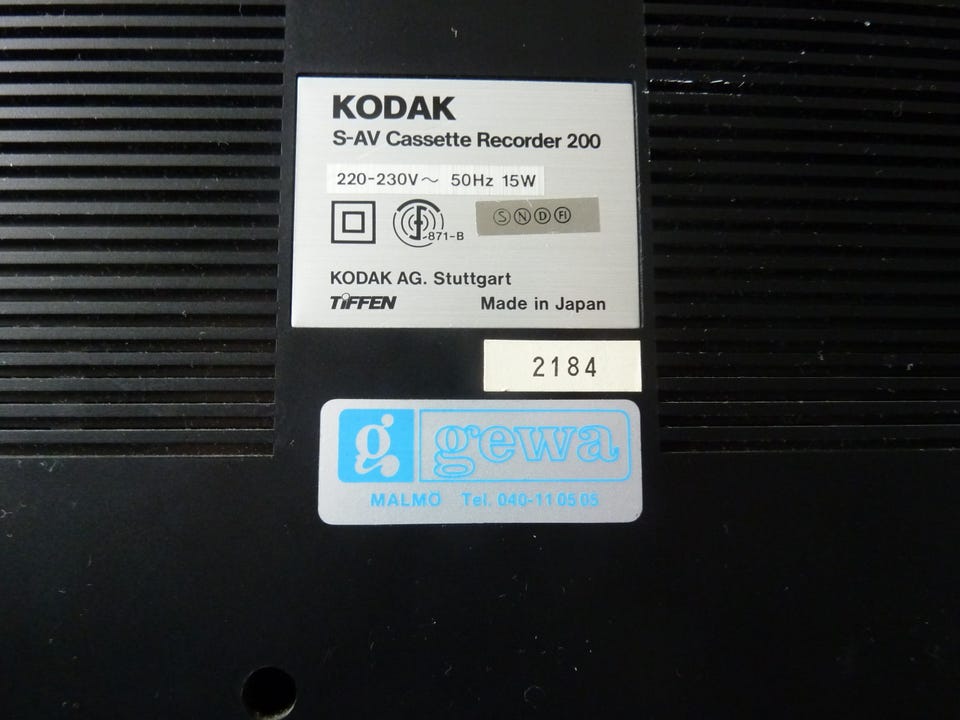 KODAK
S-AV Cassette Recorder 200
220-230V～ 50Hz 15W
871-B
S N D FI
KODAK AG. Stuttgart
TIFFEN Made in Japan
2184
g gewa
MALMÖ Tel. 040-11 05 05